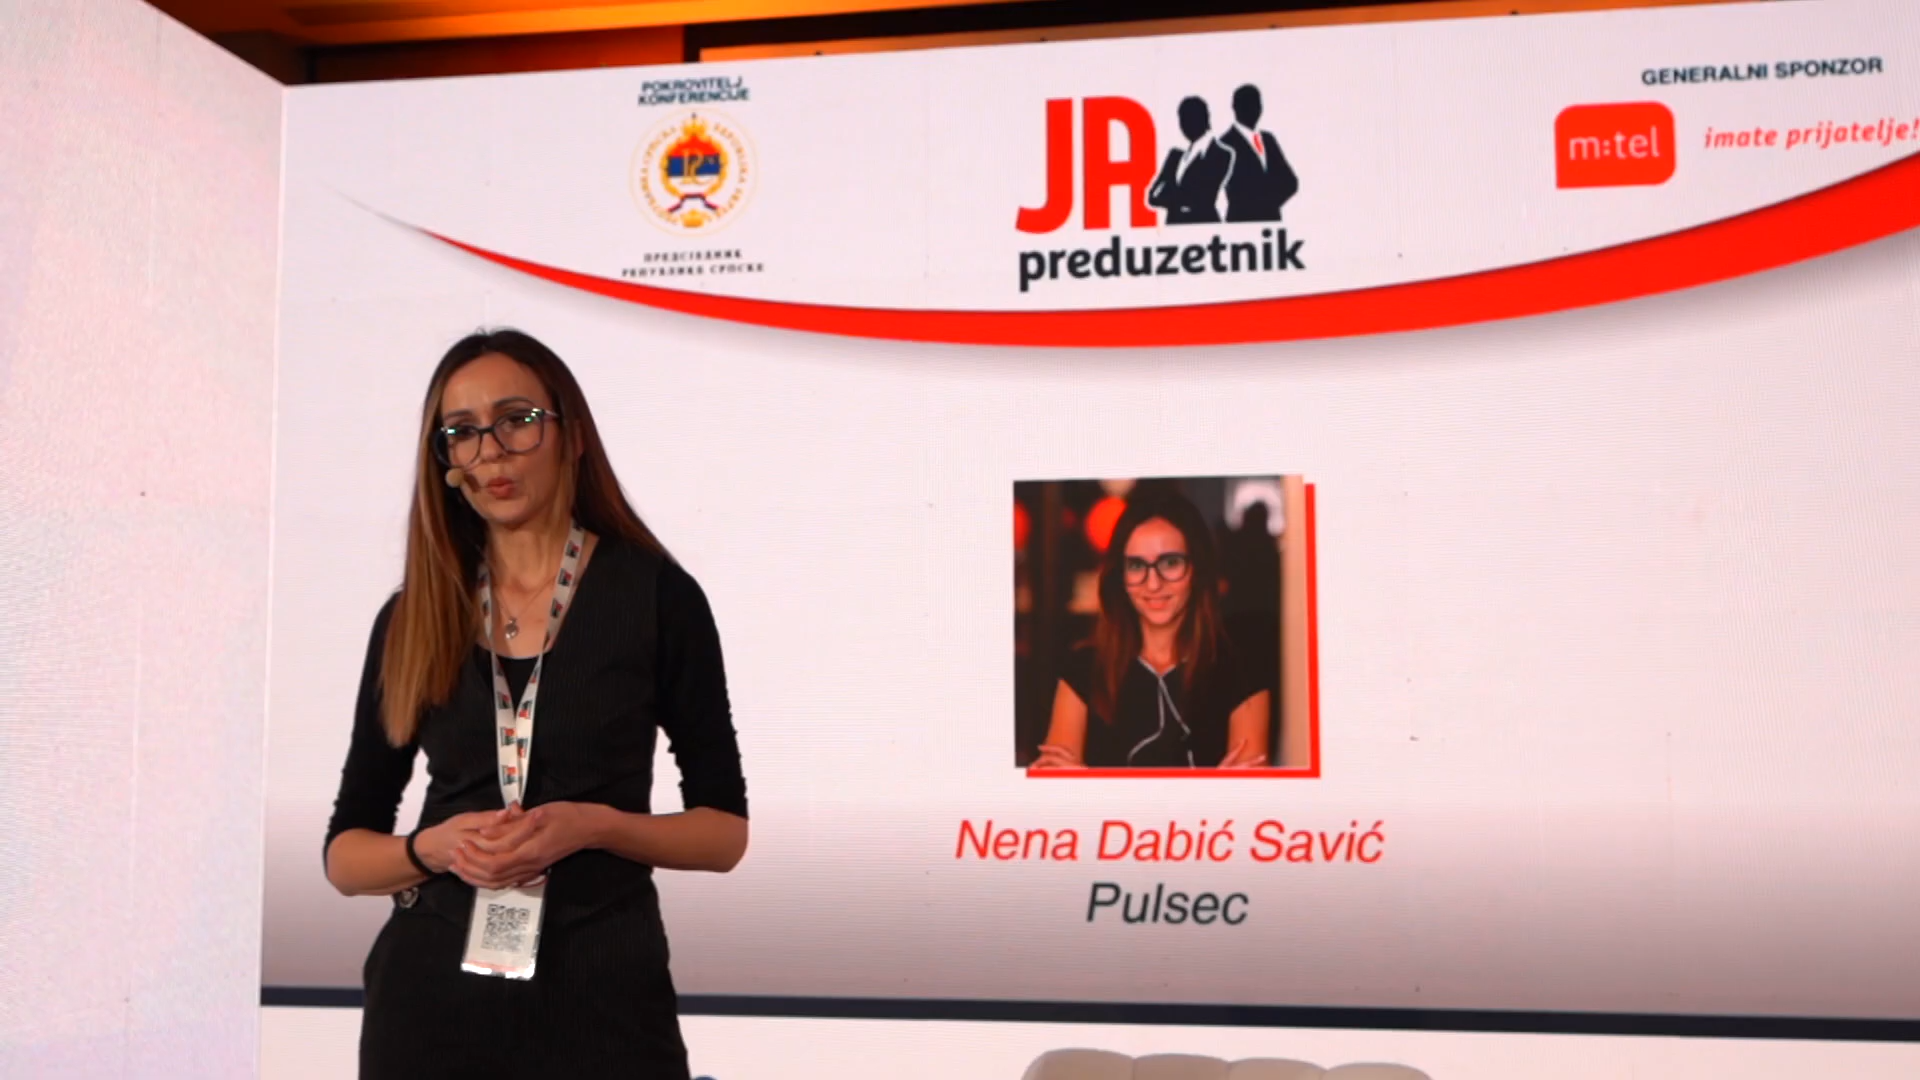 POKROVITELJ
KONFERENCIJE
ПРЕДСЈЕДНИК
РЕПУБЛИКЕ СРПСКЕ
JA
preduzetnik
GENERALNI SPONZOR
m:tel
imate prijatelje!
Nena Dabić Savić
Pulsec